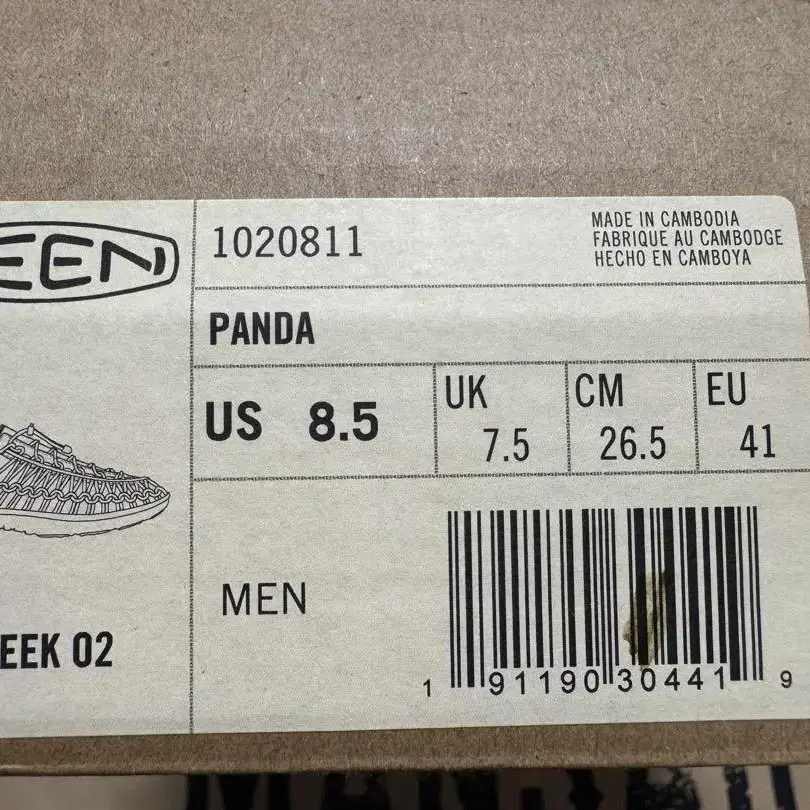 EEN
1020811
MADE IN CAMBODIA
FABRIQUE AU CAMBODGE
HECHO EN CAMBOYA
PANDA
US 8.5
UK 7.5
CM 26.5
EU 41
MEN
EEK 02
1 91190 30441 9